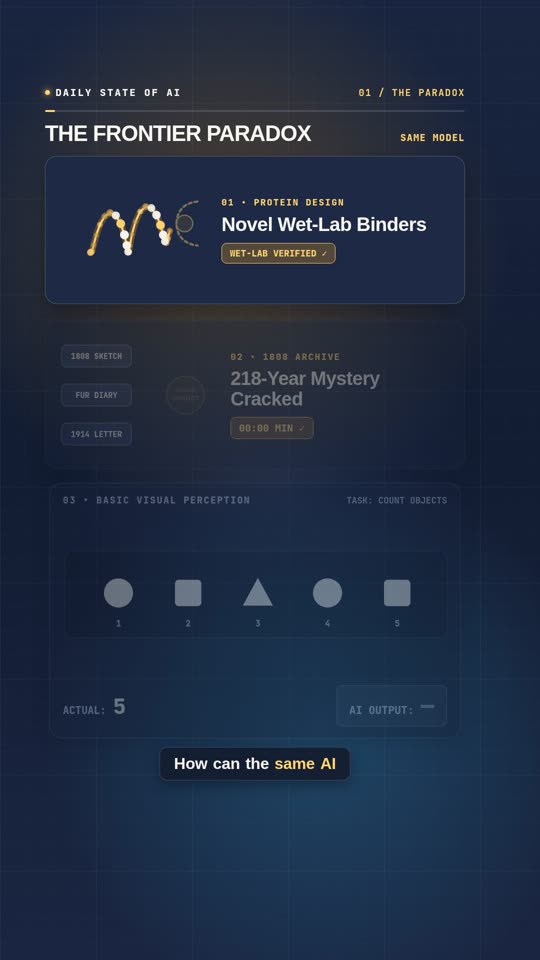 DAILY STATE OF AI
01 / THE PARADOX
THE FRONTIER PARADOX
SAME MODEL
01 • PROTEIN DESIGN
Novel Wet-Lab Binders
WET-LAB VERIFIED ✓
1808 SKETCH
FUR DIARY
1914 LETTER
02 • 1808 ARCHIVE
218-Year Mystery
Cracked
00:00 MIN ✓
03 • BASIC VISUAL PERCEPTION
TASK: COUNT OBJECTS
1 2 3 4 5
ACTUAL: 5
AI OUTPUT: —
How can the same AI